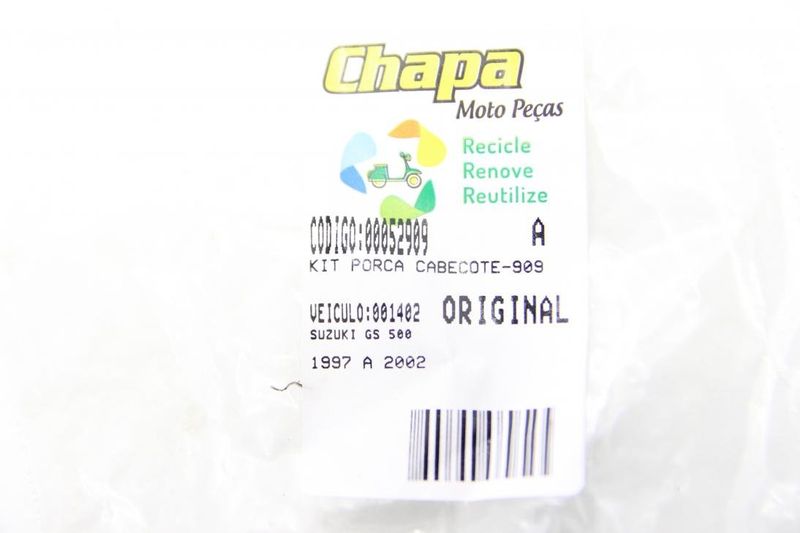 Chapa
Moto Peças
Recicle
Renove
Reutilize
CODIGO:00052909 A
KIT PORCA CABECOTE-909
VEICULO:001402 ORIGINAL
SUZUKI GS 500
1997 A 2002